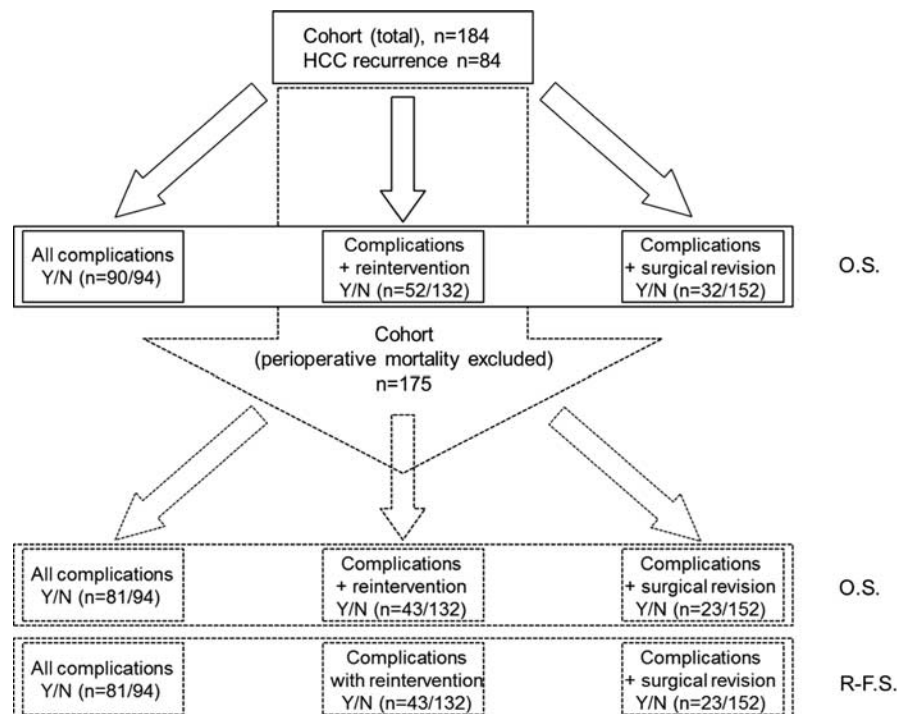 Cohort (total), n=184
HCC recurrence n=84
All complications
Y/N (n=90/94)
Complications
+ reintervention
Y/N (n=52/132)
Complications
+ surgical revision
Y/N (n=32/152)
O.S.
Cohort
(perioperative mortality excluded)
n=175
All complications
Y/N (n=81/94)
Complications
+ reintervention
Y/N (n=43/132)
Complications
+ surgical revision
Y/N (n=23/152)
O.S.
All complications
Y/N (n=81/94)
Complications
with reintervention
Y/N (n=43/132)
Complications
+ surgical revision
Y/N (n=23/152)
R-F.S.